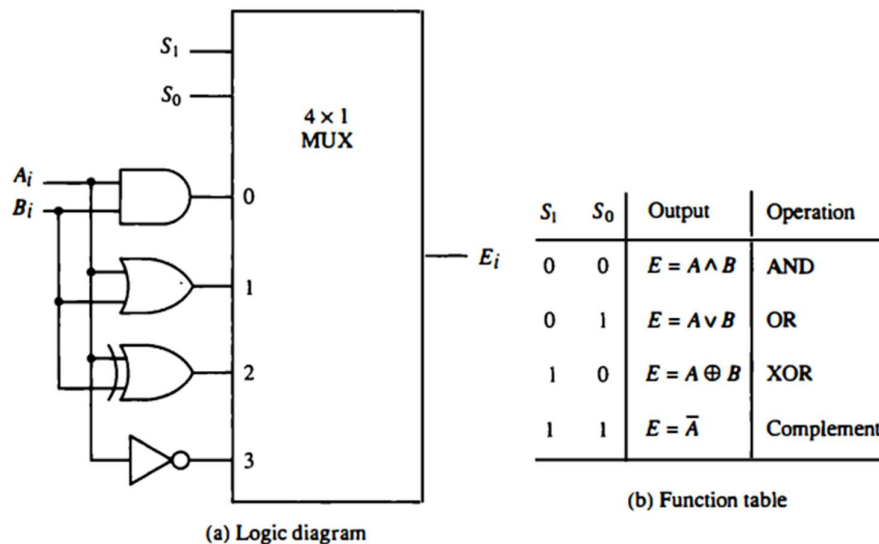 S₁
S₀
4 × 1
MUX
Aᵢ
Bᵢ
0
1
2
3
Eᵢ
(a) Logic diagram
S₁ S₀ Output Operation
0 0 E = A ∧ B AND
0 1 E = A ∨ B OR
1 0 E = A ⊕ B XOR
1 1 E = A̅ Complement
(b) Function table